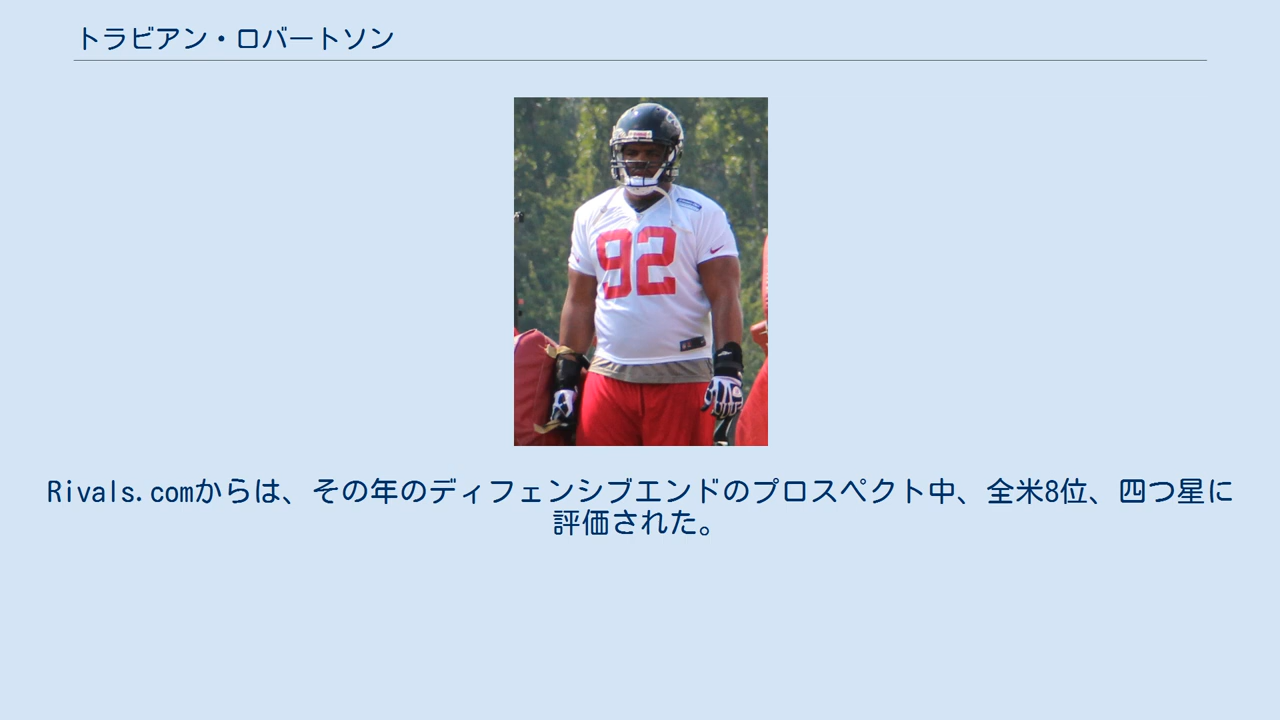 トラビアン・ロバートソン
92
Rivals.comからは、その年のディフェンシブエンドのプロスペクト中、全米8位、四つ星に
評価された。